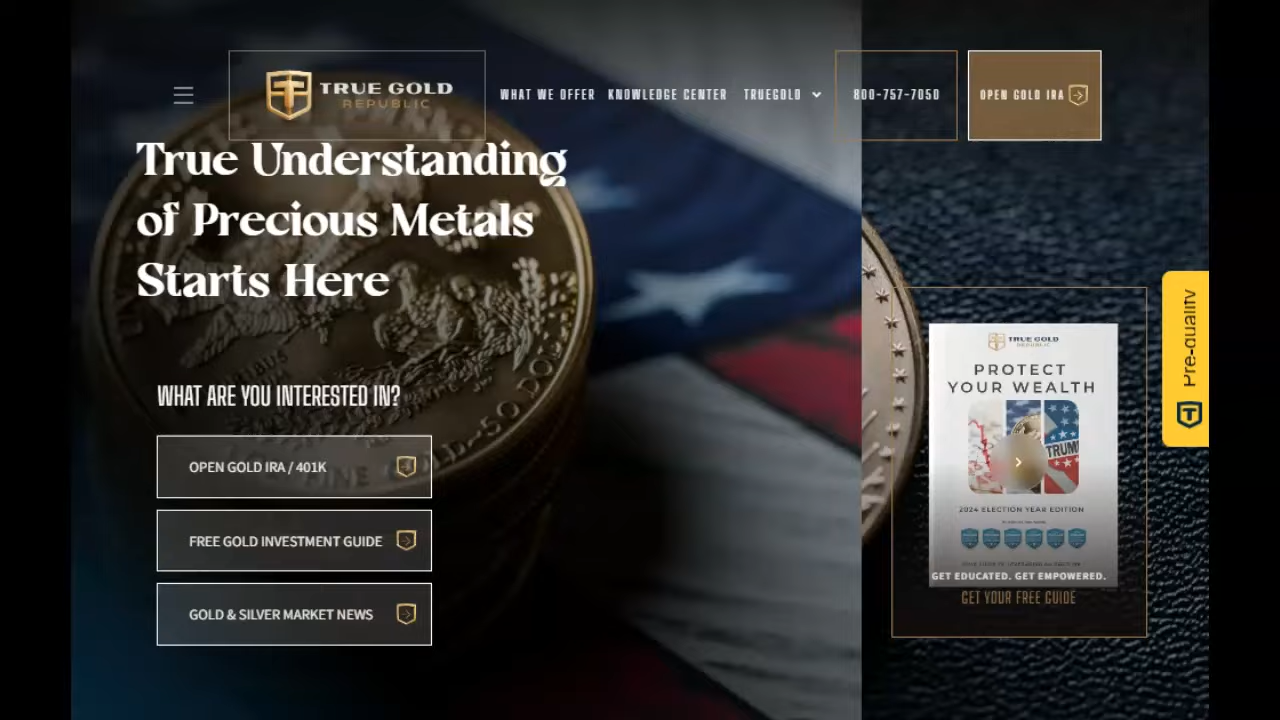 TRUE GOLD
REPUBLIC
WHAT WE OFFER
KNOWLEDGE CENTER
TRUEGOLD
800-757-7050
OPEN GOLD IRA
True Understanding
of Precious Metals
Starts Here
WHAT ARE YOU INTERESTED IN?
OPEN GOLD IRA / 401K
FREE GOLD INVESTMENT GUIDE
GOLD & SILVER MARKET NEWS
TRUE GOLD
REPUBLIC
PROTECT
YOUR WEALTH
TRUMP
2024 ELECTION YEAR EDITION
GET EDUCATED. GET EMPOWERED.
GET YOUR FREE GUIDE
Pre-qualify